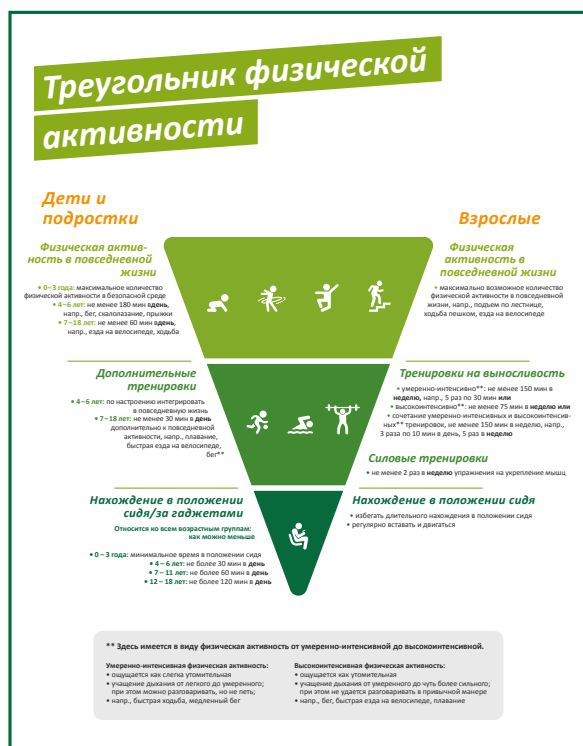 Треугольник физической
активности
Дети и
подростки
Физическая актив-
ность в повседневной
жизни
• 0–3 года: максимальное количество
физической активности в безопасной среде
• 4–6 лет: не менее 180 мин вдень,
напр., бег, скалолазание, прыжки
• 7–18 лет: не менее 60 мин вдень,
напр., езда на велосипеде, ходьба
Дополнительные
тренировки
• 4–6 лет: по настроению интегрировать
в повседневную жизнь
• 7–18 лет: не менее 30 мин в день
дополнительно к повседневной
активности, напр., плавание,
быстрая езда на велосипеде,
бег**
Нахождение в положении
сидя/за гаджетами
Относится ко всем возрастным группам:
как можно меньше
• 0 – 3 года: минимальное время в положении сидя
• 4 – 6 лет: не более 30 мин в день
• 7 – 11 лет: не более 60 мин в день
• 12 – 18 лет: не более 120 мин в день
Взрослые
Физическая
активность в
повседневной жизни
• максимально возможное количество
физической активности в повседневной
жизни, напр., подъем по лестнице,
ходьба пешком, езда на велосипеде
Тренировки на выносливость
• умеренно-интенсивно**: не менее 150 мин в
неделю, напр., 5 раз по 30 мин или
• высокоинтенсивно**: не менее 75 мин в неделю или
• сочетание умеренно-интенсивных и высокоинтенсив-
ных** тренировок, не менее 150 мин в неделю, напр.,
3 раза по 10 мин в день, 5 раз в неделю
Силовые тренировки
• не менее 2 раз в неделю упражнения на укрепление мышц
Нахождение в положении сидя
• избегать длительного нахождения в положении сидя
• регулярно вставать и двигаться
** Здесь имеется в виду физическая активность от умеренно-интенсивной до высокоинтенсивной.
Умеренно-интенсивная физическая активность:
• ощущается как слегка утомительная
• учащение дыхания от легкого до умеренного;
при этом можно разговаривать, но не петь;
• напр., быстрая ходьба, медленный бег
Высокоинтенсивная физическая активность:
• ощущается как утомительная
• учащение дыхания от умеренного до чуть более сильного;
при этом не удается разговаривать в привычной манере
• напр., бег, быстрая езда на велосипеде, плавание